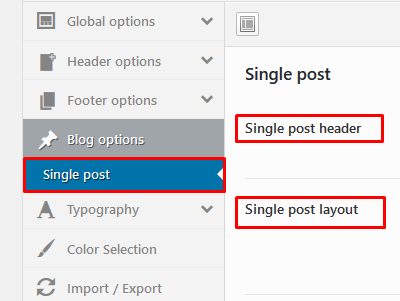 Global options
Header options
Footer options
Blog options
Single post
Typography
Color Selection
Import / Export
Single post
Single post header
Single post layout